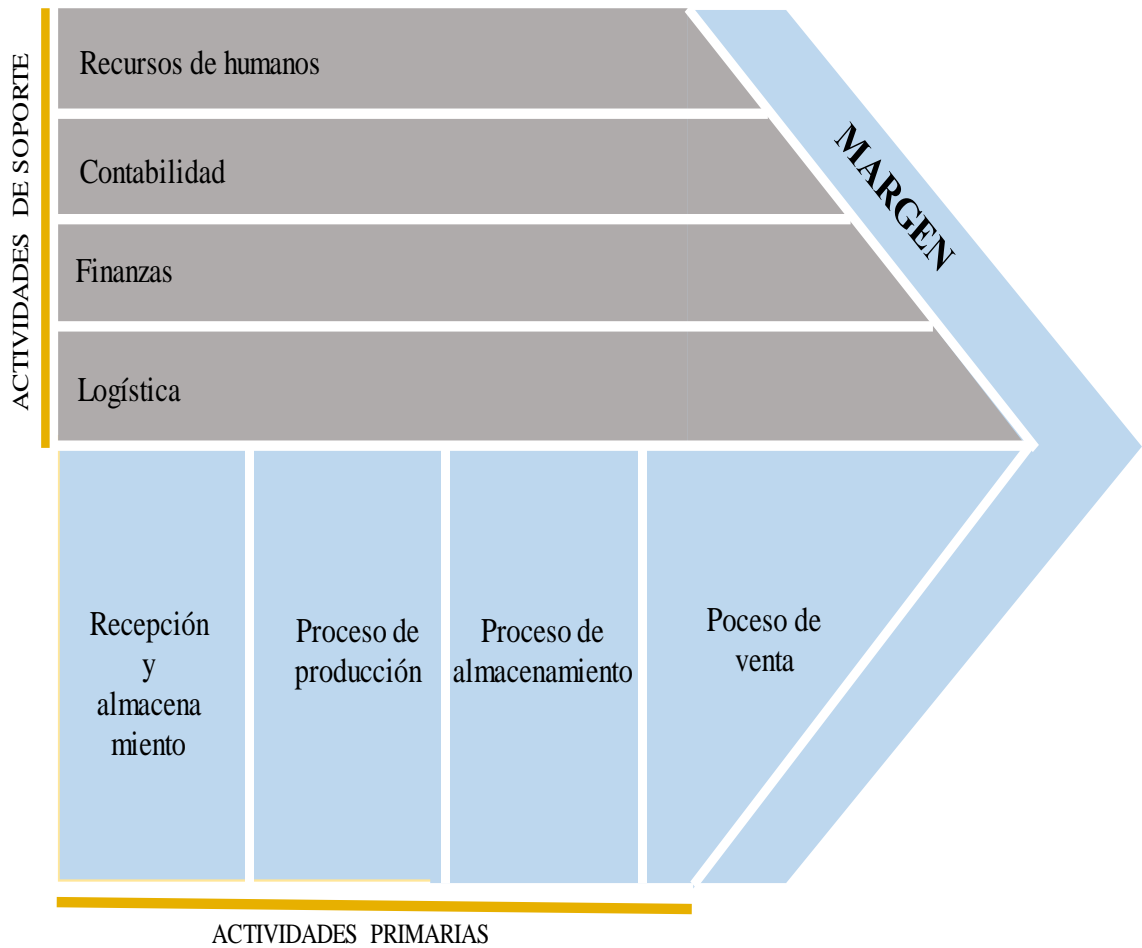 ACTIVIDADES DE SOPORTE
Recursos de humanos
Contabilidad
Finanzas
Logística
MARGEN
Recepción
y
almacena
miento
Proceso de
producción
Proceso de
almacenamiento
Poceso de
venta
ACTIVIDADES PRIMARIAS